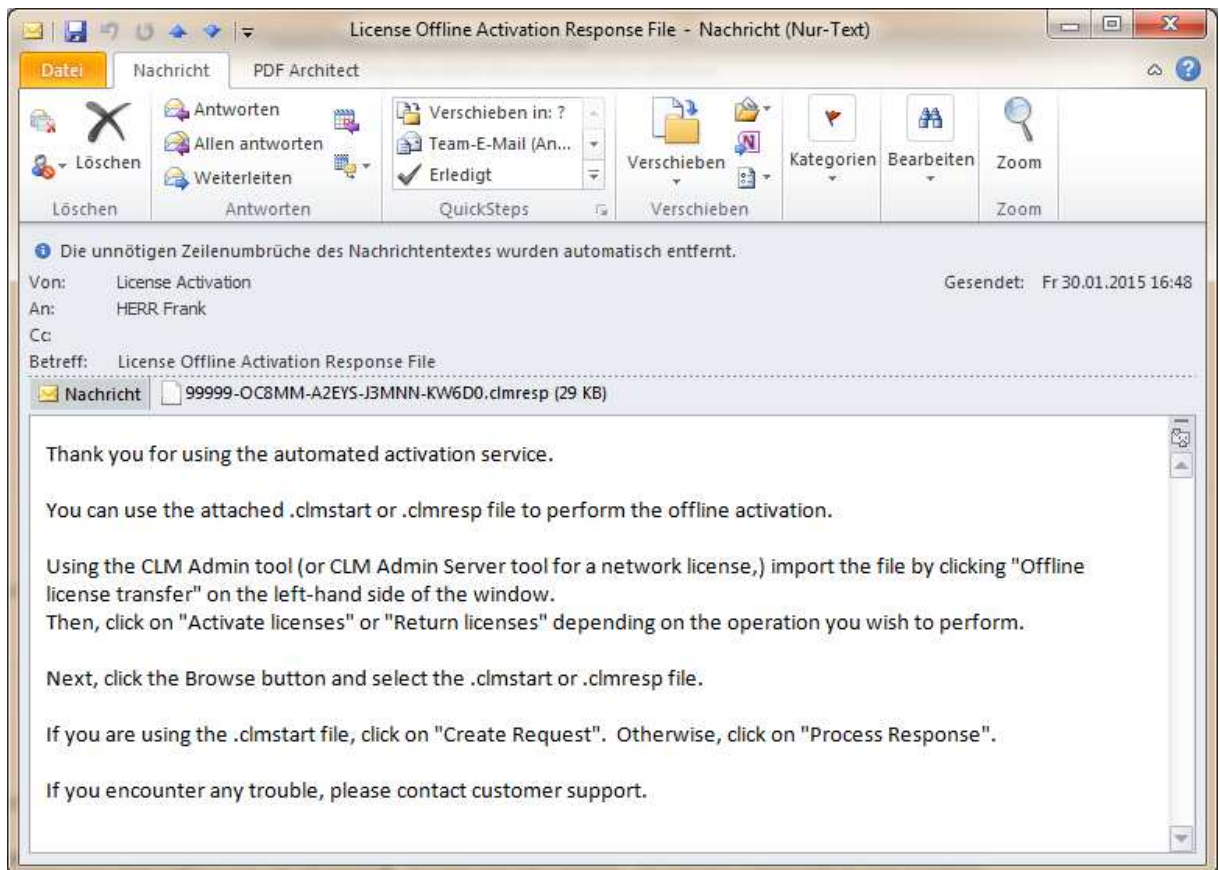 License Offline Activation Response File - Nachricht (Nur-Text)
Datei Nachricht PDF Architect
Löschen
Löschen
Antworten
Allen antworten
Weiterleiten
Antworten
Verschieben in: ?
Team-E-Mail (An...
Erledigt
QuickSteps
Verschieben
Verschieben
Kategorien
Bearbeiten
Zoom
Zoom
Die unnötigen Zeilenumbrüche des Nachrichtentextes wurden automatisch entfernt.
Von: License Activation Gesendet: Fr 30.01.2015 16:48
An: HERR Frank
Cc:
Betreff: License Offline Activation Response File
Nachricht 99999-OC8MM-A2EYS-J3MNN-KW6D0.clmresp (29 KB)
Thank you for using the automated activation service.
You can use the attached .clmstart or .clmresp file to perform the offline activation.
Using the CLM Admin tool (or CLM Admin Server tool for a network license,) import the file by clicking "Offline
license transfer" on the left-hand side of the window.
Then, click on "Activate licenses" or "Return licenses" depending on the operation you wish to perform.
Next, click the Browse button and select the .clmstart or .clmresp file.
If you are using the .clmstart file, click on "Create Request".  Otherwise, click on "Process Response".
If you encounter any trouble, please contact customer support.